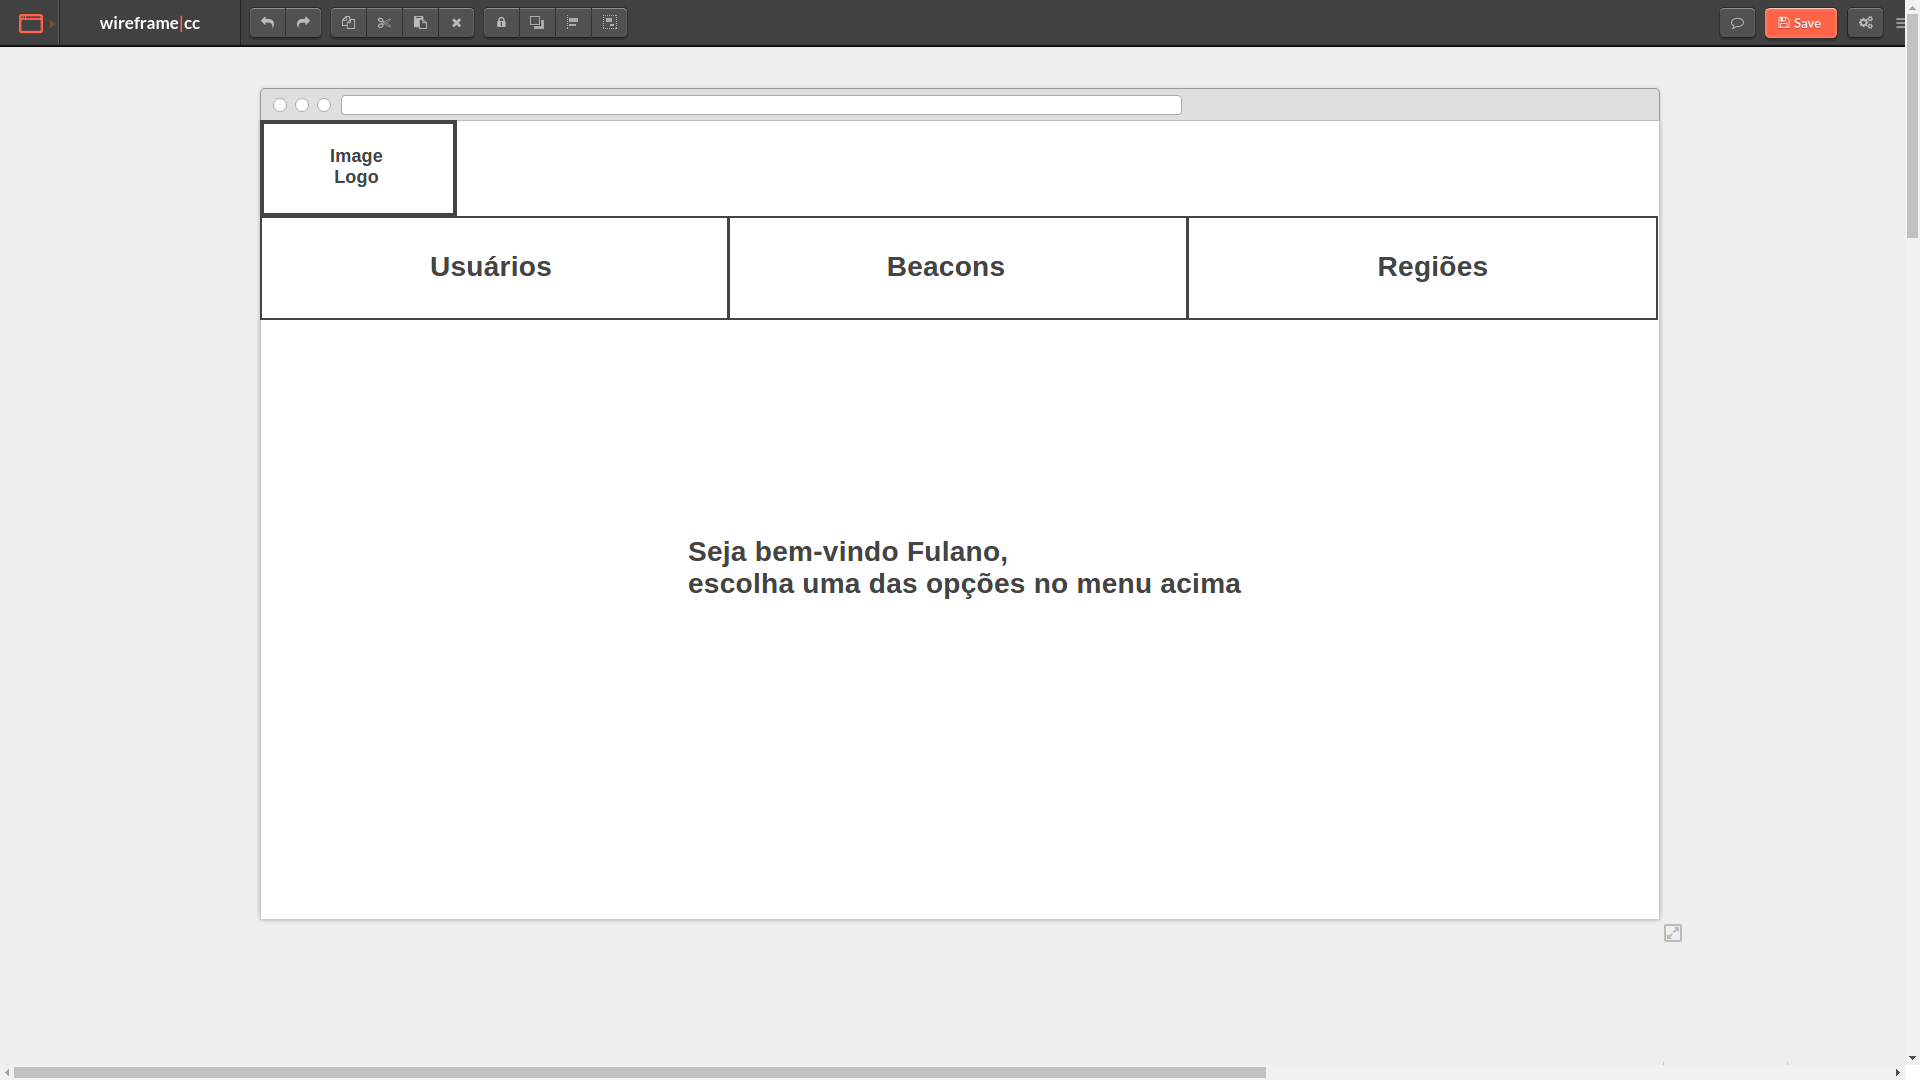 wireframe|cc
Save
Image
Logo
Usuários
Beacons
Regiões
Seja bem-vindo Fulano,
escolha uma das opções no menu acima